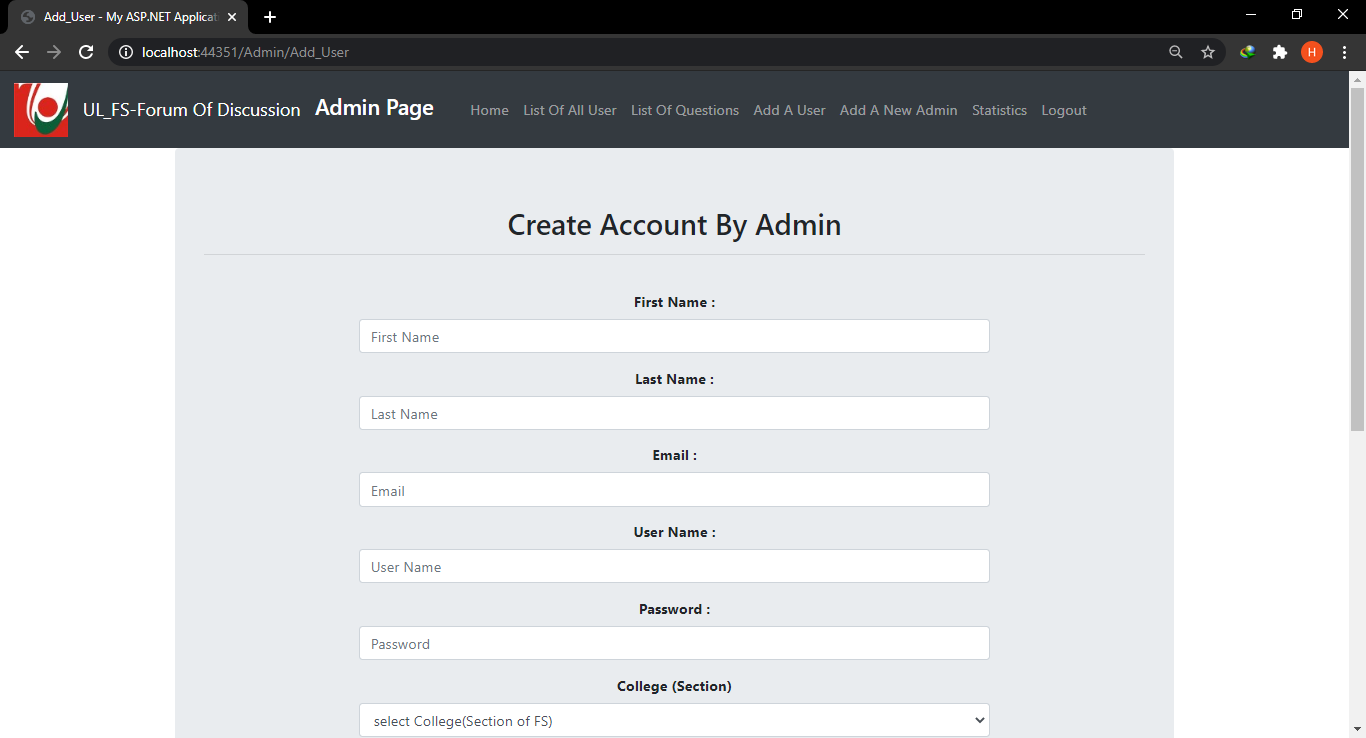 Add_User - My ASP.NET Applicat
localhost:44351/Admin/Add_User
H
UL_FS-Forum Of Discussion Admin Page Home List Of All User List Of Questions Add A User Add A New Admin Statistics Logout
Create Account By Admin
First Name :
First Name
Last Name :
Last Name
Email :
Email
User Name :
User Name
Password :
Password
College (Section)
select College(Section of FS)